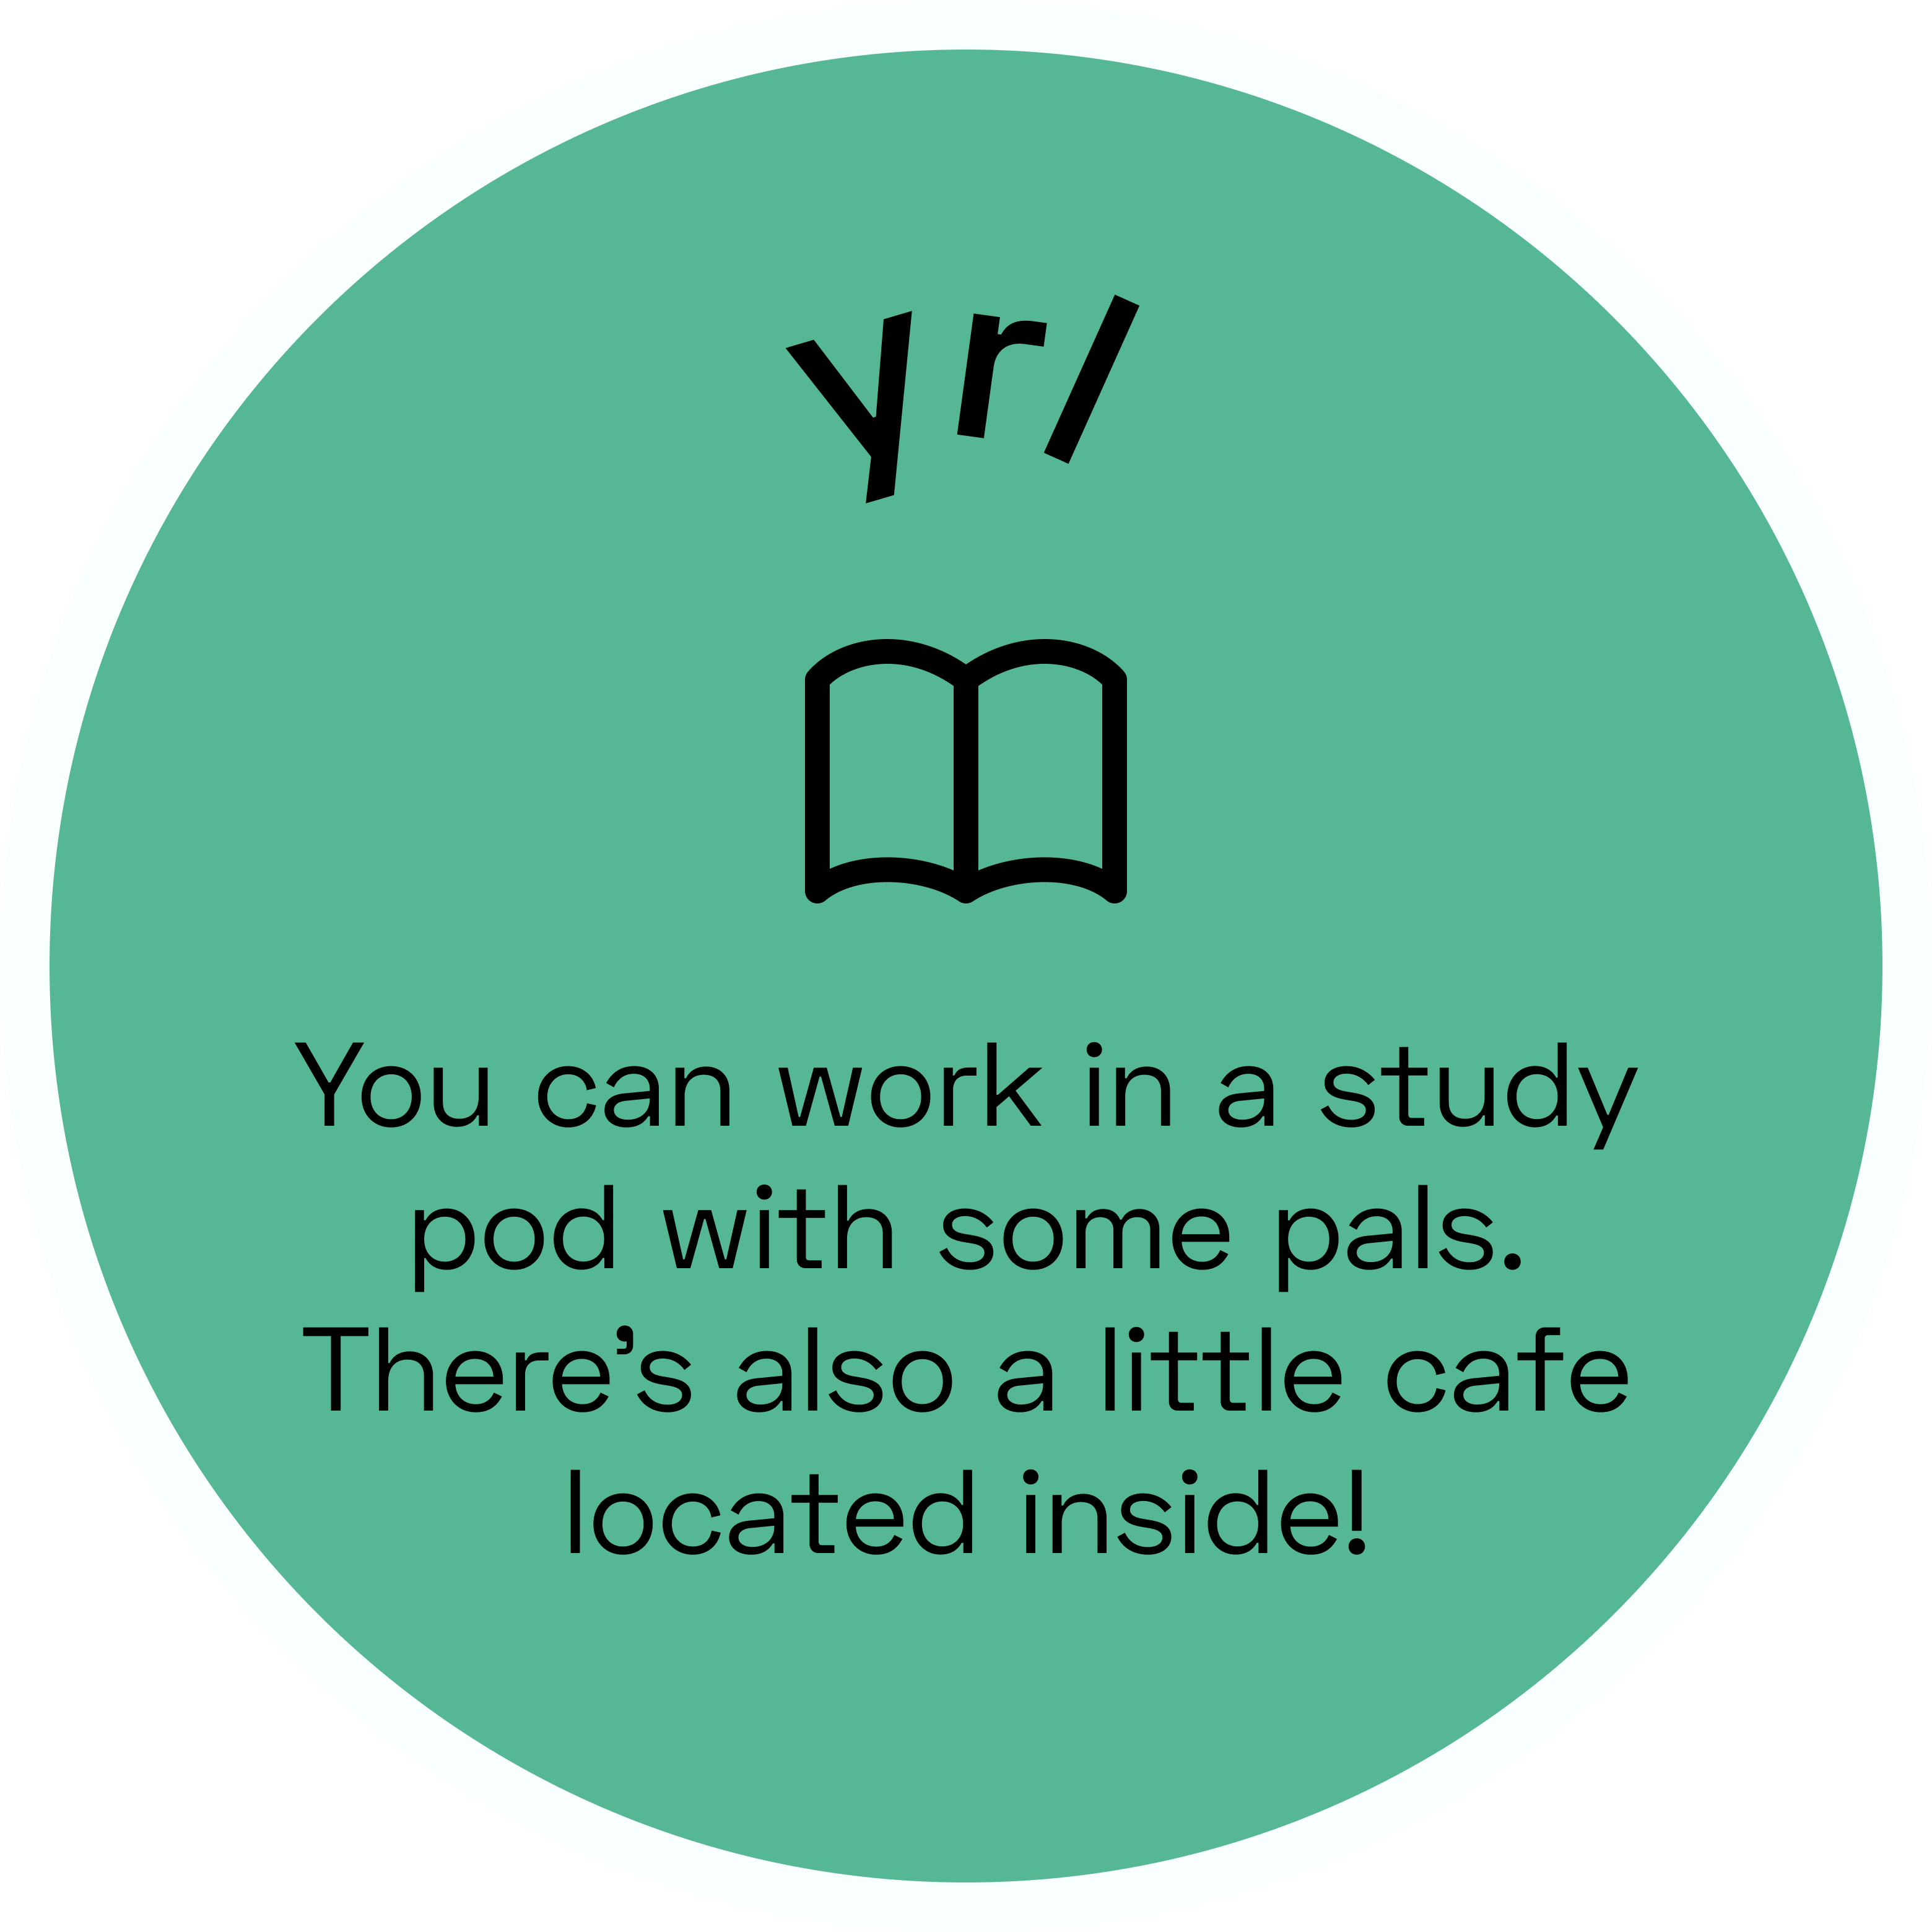 yr/
You can work in a study
pod with some pals.
There’s also a little cafe
located inside!